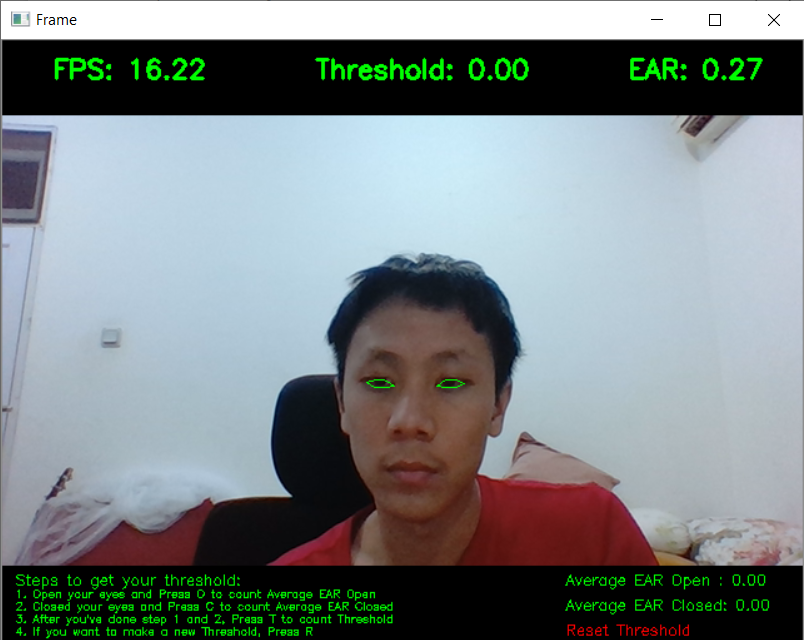 Frame
FPS: 16.22 Threshold: 0.00 EAR: 0.27
Steps to get your threshold:
1. Open your eyes and Press O to count Average EAR Open
2. Closed your eyes and Press C to count Average EAR Closed
3. After you've done step 1 and 2, Press T to count Threshold
4. If you want to make a new Threshold, Press R
Average EAR Open : 0.00
Average EAR Closed: 0.00
Reset Threshold